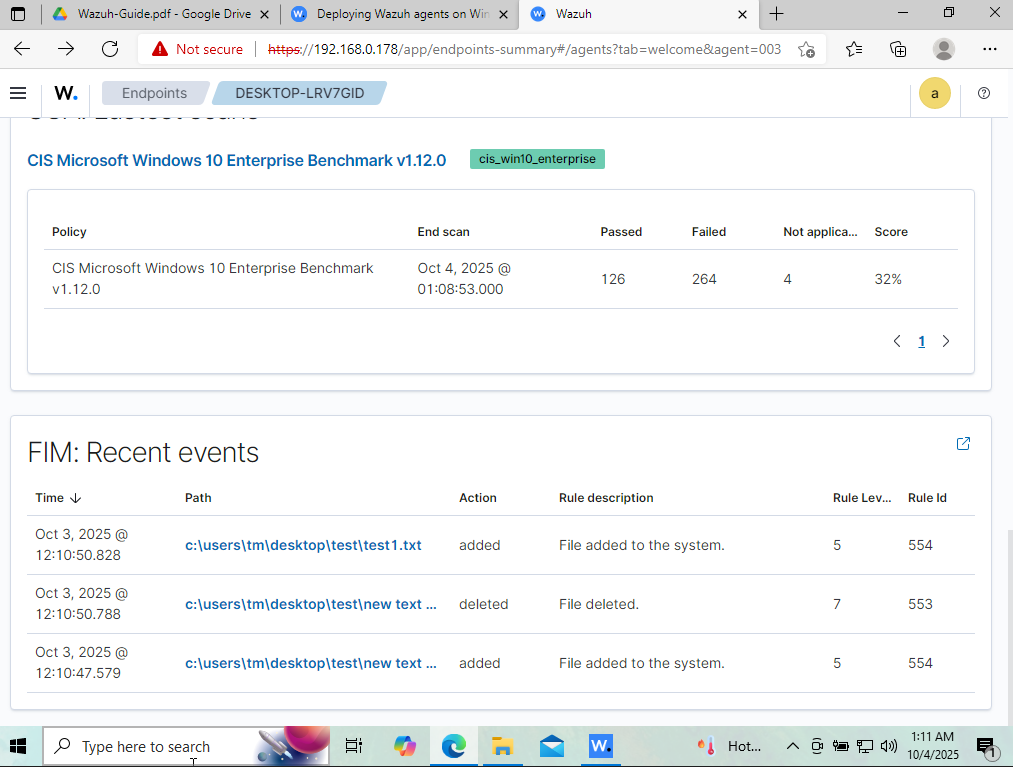 Wazuh-Guide.pdf - Google Drive
Deploying Wazuh agents on Win
Wazuh
Not secure
https://192.168.0.178/app/endpoints-summary#/agents?tab=welcome&agent=003
W.
Endpoints
DESKTOP-LRV7GID
a
CIS Microsoft Windows 10 Enterprise Benchmark v1.12.0
cis_win10_enterprise
Policy End scan Passed Failed Not applica... Score
CIS Microsoft Windows 10 Enterprise Benchmark v1.12.0
Oct 4, 2025 @ 01:08:53.000
126 264 4 32%
1
FIM: Recent events
Time Path Action Rule description Rule Lev... Rule Id
Oct 3, 2025 @ 12:10:50.828 c:\users\tm\desktop\test\test1.txt added File added to the system. 5 554
Oct 3, 2025 @ 12:10:50.788 c:\users\tm\desktop\test\new text ... deleted File deleted. 7 553
Oct 3, 2025 @ 12:10:47.579 c:\users\tm\desktop\test\new text ... added File added to the system. 5 554
Type here to search
W.
Hot...
1:11 AM
10/4/2025
1